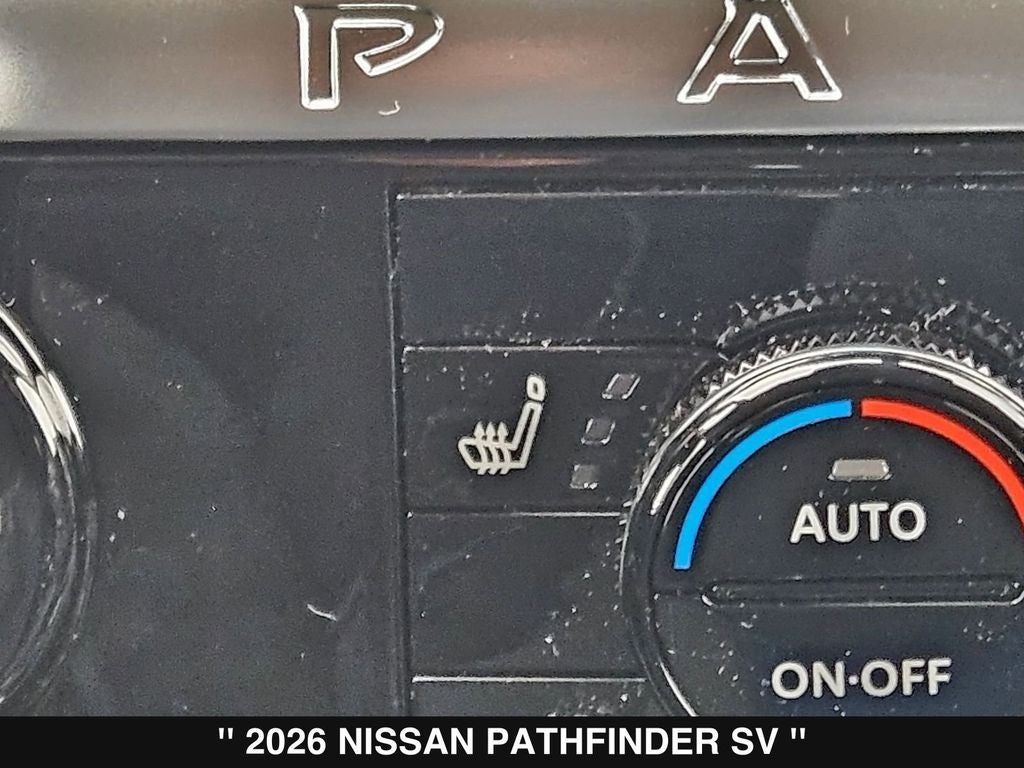 P A
AUTO
ON·OFF
" 2026 NISSAN PATHFINDER SV "